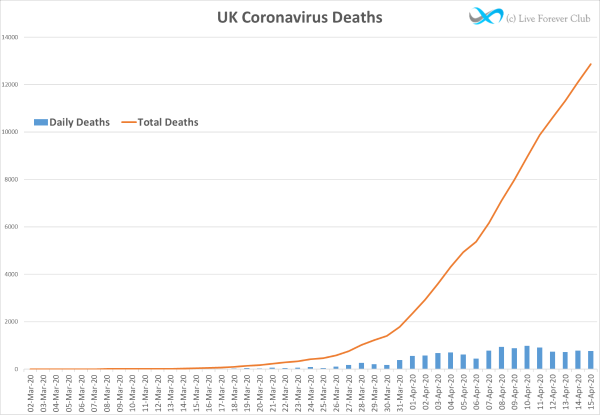 UK Coronavirus Deaths
(c) Live Forever Club
14000
12000
10000
8000
6000
4000
2000
0
Daily Deaths
Total Deaths
02-Mar-20
03-Mar-20
04-Mar-20
05-Mar-20
06-Mar-20
07-Mar-20
08-Mar-20
09-Mar-20
10-Mar-20
11-Mar-20
12-Mar-20
13-Mar-20
14-Mar-20
15-Mar-20
16-Mar-20
17-Mar-20
18-Mar-20
19-Mar-20
20-Mar-20
21-Mar-20
22-Mar-20
23-Mar-20
24-Mar-20
25-Mar-20
26-Mar-20
27-Mar-20
28-Mar-20
29-Mar-20
30-Mar-20
31-Mar-20
01-Apr-20
02-Apr-20
03-Apr-20
04-Apr-20
05-Apr-20
06-Apr-20
07-Apr-20
08-Apr-20
09-Apr-20
10-Apr-20
11-Apr-20
12-Apr-20
13-Apr-20
14-Apr-20
15-Apr-20